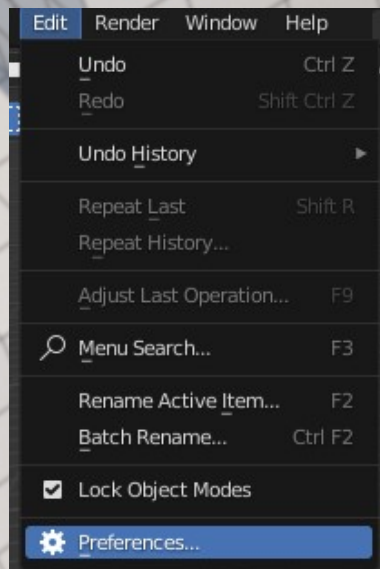 Edit Render Window Help
Undo Ctrl Z
Redo Shift Ctrl Z
Undo History
Repeat Last Shift R
Repeat History...
Adjust Last Operation... F9
Menu Search... F3
Rename Active Item... F2
Batch Rename... Ctrl F2
Lock Object Modes
Preferences...